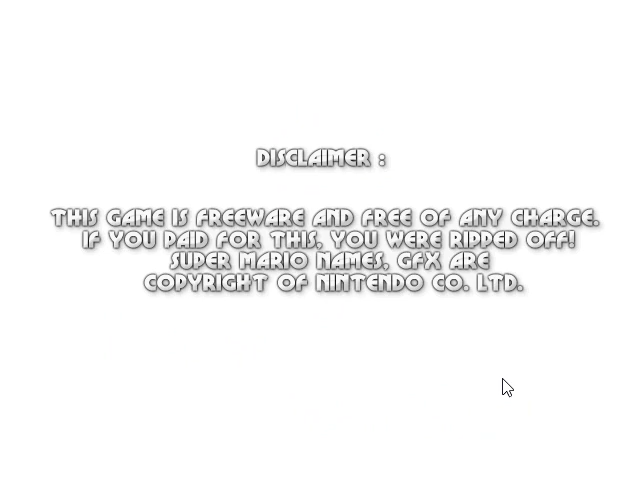 DISCLAIMER :
THIS GAME IS FREEWARE AND FREE OF ANY CHARGE.
IF YOU PAID FOR THIS, YOU WERE RIPPED OFF!
SUPER MARIO NAMES, GFX ARE
COPYRIGHT OF NINTENDO CO. LTD.